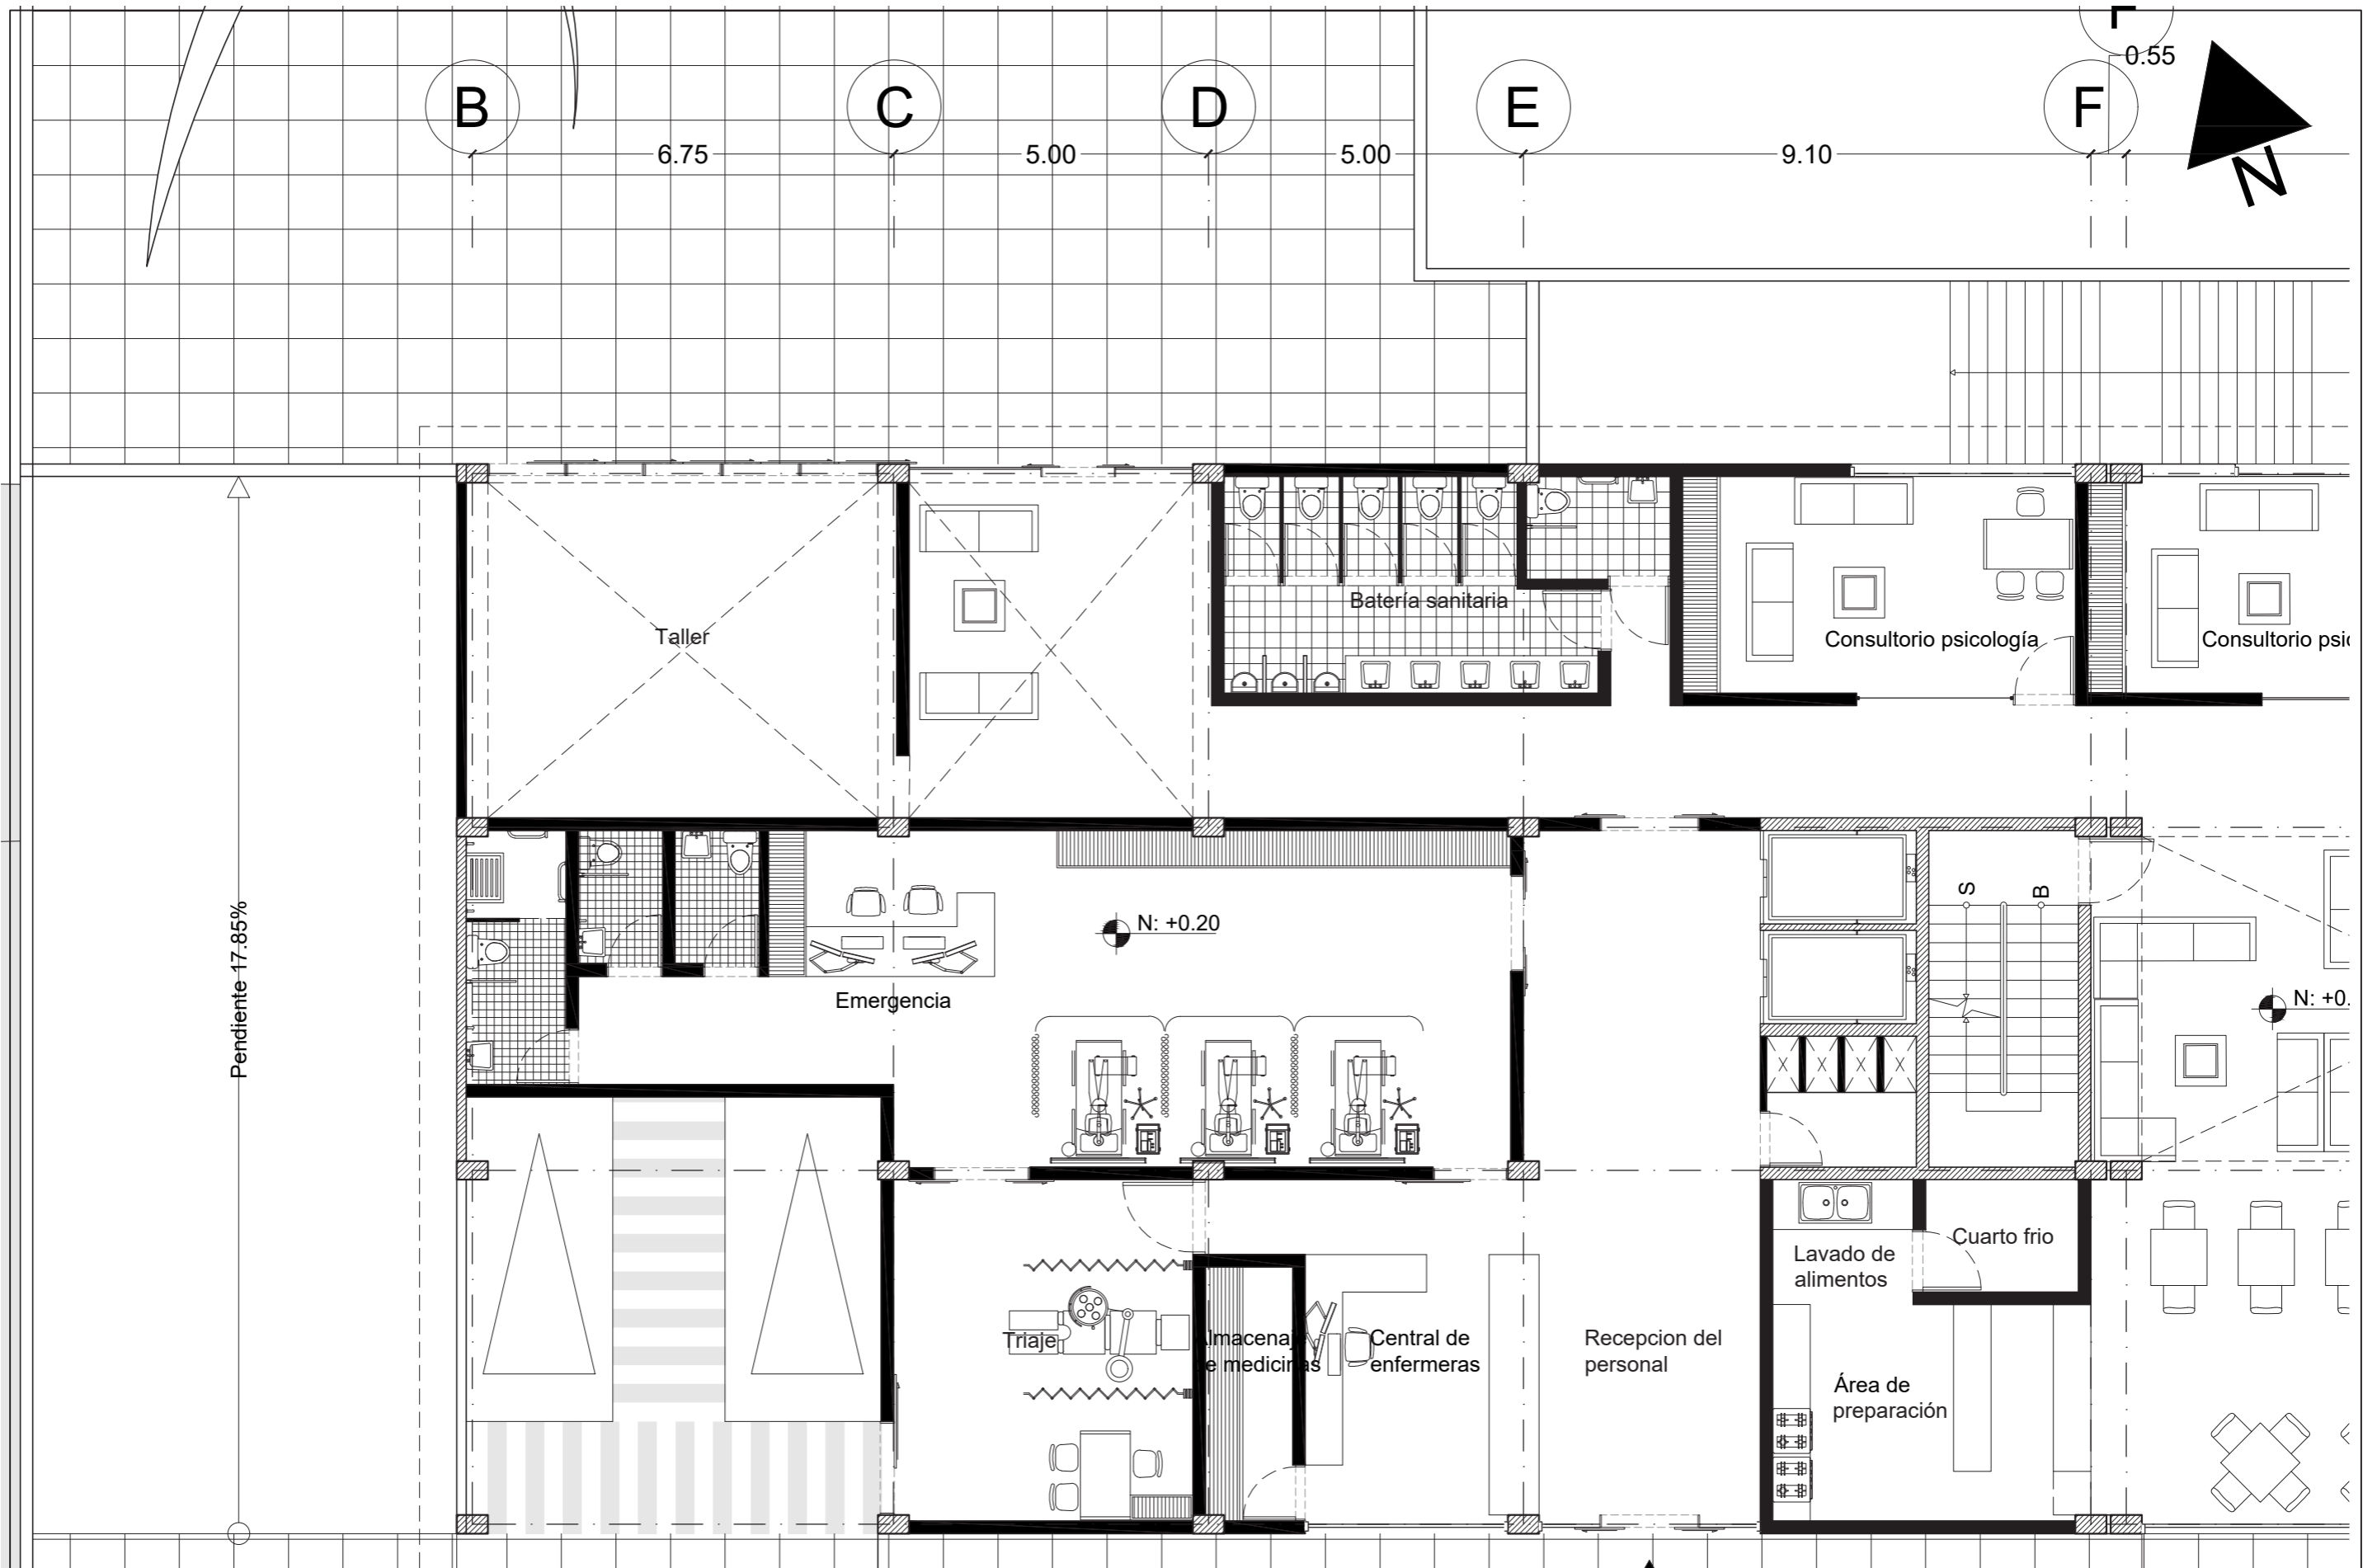 F
0.55
B
C
D
E
F
6.75
5.00
5.00
9.10
N
Taller
Batería sanitaria
Consultorio psicología
Consultorio
N: +0.20
S
B
Emergencia
Pendiente 17.85%
N: +0.
Cuarto frio
Lavado de
alimentos
Triaje
de medicinas
Central de
enfermeras
Recepcion del
personal
Área de
preparación